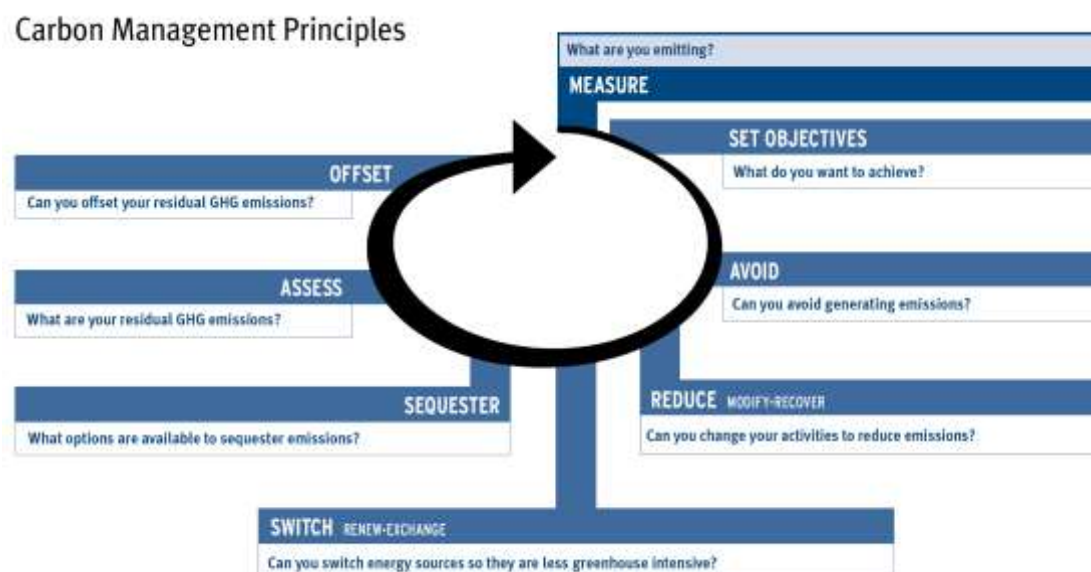 Carbon Management Principles
What are you emitting?
MEASURE
SET OBJECTIVES
What do you want to achieve?
AVOID
Can you avoid generating emissions?
REDUCE MODIFY-RECOVER
Can you change your activities to reduce emissions?
SWITCH RENEW-EXCHANGE
Can you switch energy sources so they are less greenhouse intensive?
SEQUESTER
What options are available to sequester emissions?
ASSESS
What are your residual GHG emissions?
OFFSET
Can you offset your residual GHG emissions?